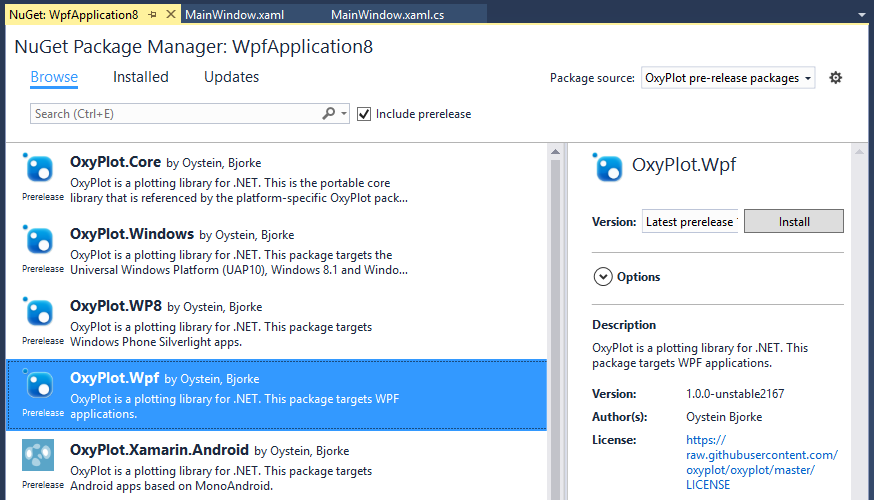 NuGet: WpfApplication8
MainWindow.xaml
MainWindow.xaml.cs
NuGet Package Manager: WpfApplication8
Browse
Installed
Updates
Package source: OxyPlot pre-release packages
Search (Ctrl+E)
Include prerelease
OxyPlot.Core by Oystein, Bjorke
OxyPlot is a plotting library for .NET. This is the portable core
library that is referenced by the platform-specific OxyPlot pack...
Prerelease
OxyPlot.Windows by Oystein, Bjorke
OxyPlot is a plotting library for .NET. This package targets the
Universal Windows Platform (UAP10), Windows 8.1 and Windo...
Prerelease
OxyPlot.WP8 by Oystein, Bjorke
OxyPlot is a plotting library for .NET. This package targets
Windows Phone Silverlight apps.
Prerelease
OxyPlot.Wpf by Oystein, Bjorke
OxyPlot is a plotting library for .NET. This package targets WPF
applications.
Prerelease
OxyPlot.Xamarin.Android by Oystein, Bjorke
OxyPlot is a plotting library for .NET. This package targets
Android apps based on MonoAndroid.
Prerelease
OxyPlot.Wpf
Version: Latest prerelease
Install
Options
Description
OxyPlot is a plotting library for .NET. This
package targets WPF applications.
Version: 1.0.0-unstable2167
Author(s): Oystein Bjorke
License: https://
raw.githubusercontent.com/
oxyplot/oxyplot/master/
LICENSE